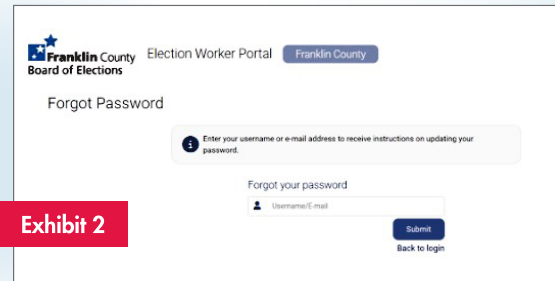 Franklin County
Board of Elections
Election Worker Portal
Franklin County
Forgot Password
Enter your username or e-mail address to receive instructions on updating your
password.
Forgot your password
Username/E-mail
Submit
Back to login
Exhibit 2